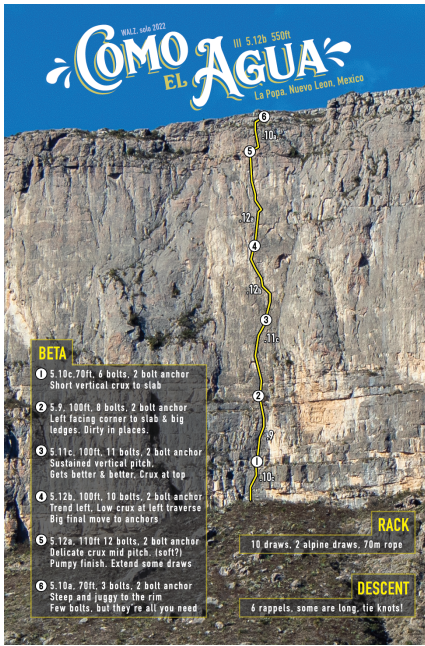 WALZ. solo 2022
III 5.12b 550ft
COMO
EL AGUA
La Popa. Nuevo Leon, Mexico
6
.10a
5
.12a
4
.12b
3
.11c
2
.9
1
.10c
BETA
1 5.10c,70ft, 6 bolts, 2 bolt anchor
Short vertical crux to slab
2 5.9, 100ft, 8 bolts, 2 bolt anchor
Left facing corner to slab & big
ledges. Dirty in places.
3 5.11c, 100ft, 11 bolts, 2 bolt anchor
Sustained vertical pitch.
Gets better & better, Crux at top
4 5.12b, 100ft, 10 bolts, 2 bolt anchor
Trend left, Low crux at left traverse
Big final move to anchors
5 5.12a, 110ft 12 bolts, 2 bolt anchor
Delicate crux mid pitch. (soft?)
Pumpy finish. Extend some draws
6 5.10a, 70ft, 3 bolts, 2 bolt anchor
Steep and juggy to the rim
Few bolts, but they're all you need
RACK
10 draws, 2 alpine draws, 70m rope
DESCENT
6 rappels, some are long, tie knots!